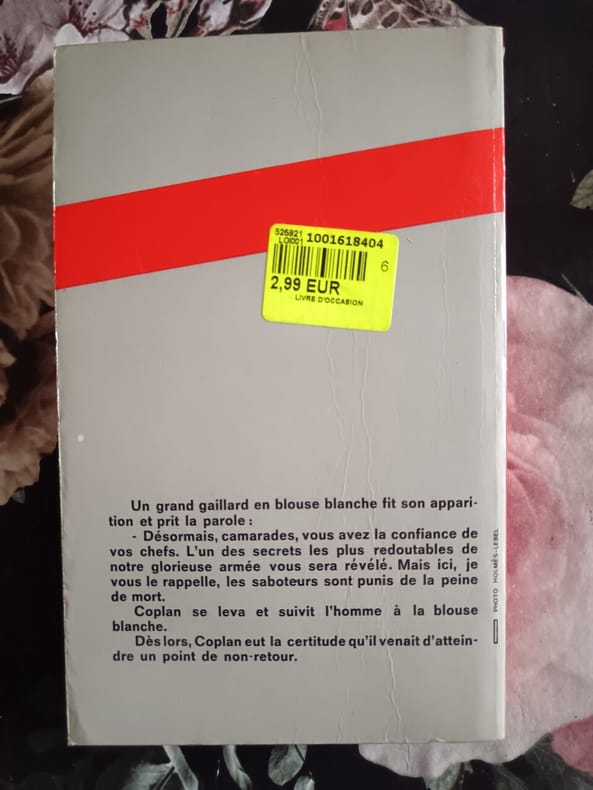 525921
LOI001 1001618404
6
2,99 EUR
LIVRE D'OCCASION
Un grand gaillard en blouse blanche fit son appari-
tion et prit la parole :
- Désormais, camarades, vous avez la confiance de
vos chefs. L'un des secrets les plus redoutables de
notre glorieuse armée vous sera révélé. Mais ici, je
vous le rappelle, les saboteurs sont punis de la peine
de mort.
Coplan se leva et suivit l'homme à la blouse
blanche.
Dès lors, Coplan eut la certitude qu'il venait d'attein-
dre un point de non-retour.
PHOTO HOLMÈS-LEBEL